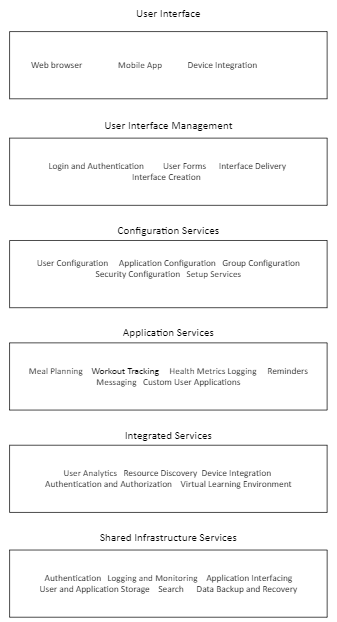 User Interface
Web browser Mobile App Device Integration
User Interface Management
Login and Authentication User Forms Interface Delivery
Interface Creation
Configuration Services
User Configuration Application Configuration Group Configuration
Security Configuration Setup Services
Application Services
Meal Planning Workout Tracking Health Metrics Logging Reminders
Messaging Custom User Applications
Integrated Services
User Analytics Resource Discovery Device Integration
Authentication and Authorization Virtual Learning Environment
Shared Infrastructure Services
Authentication Logging and Monitoring Application Interfacing
User and Application Storage Search Data Backup and Recovery